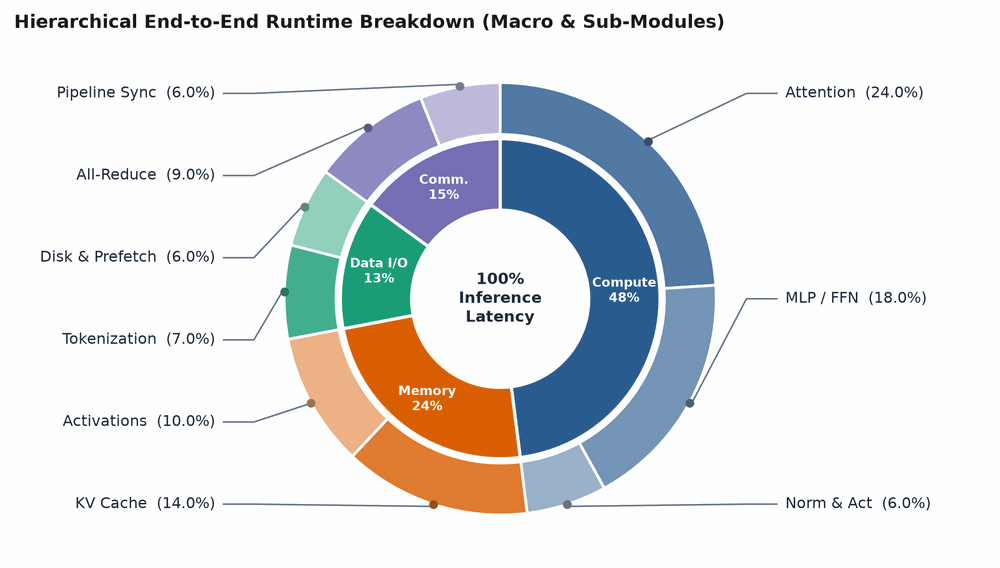 Hierarchical End-to-End Runtime Breakdown (Macro & Sub-Modules)
Pipeline Sync (6.0%)
All-Reduce (9.0%)
Disk & Prefetch (6.0%)
Tokenization (7.0%)
Activations (10.0%)
KV Cache (14.0%)
Comm.
15%
Data I/O
13%
Memory
24%
Compute
48%
100%
Inference
Latency
Attention (24.0%)
MLP / FFN (18.0%)
Norm & Act (6.0%)